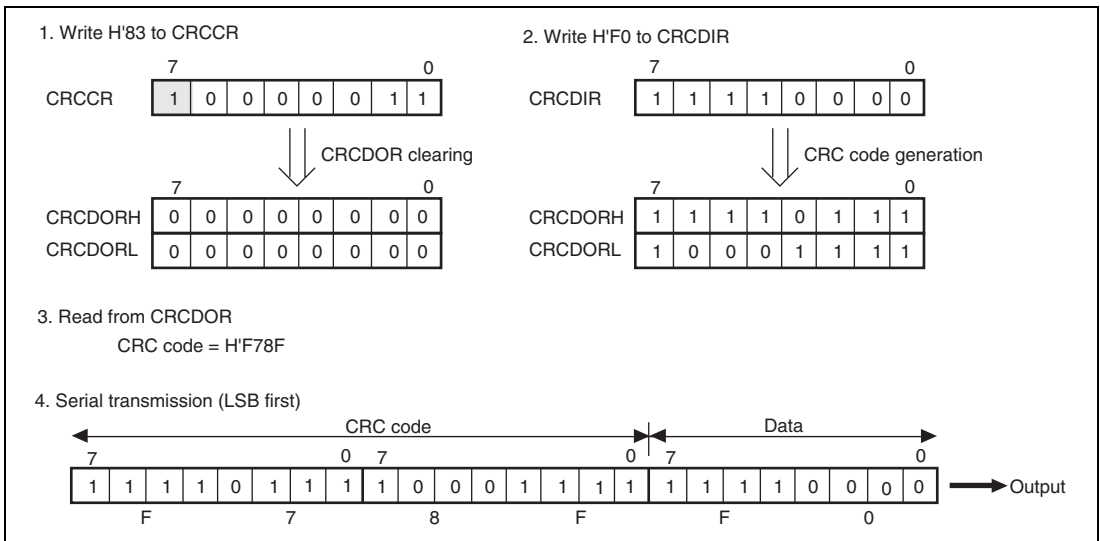 1. Write H'83 to CRCCR
7 0
CRCCR 1 0 0 0 0 0 1 1
CRCDOR clearing
7 0
CRCDORH 0 0 0 0 0 0 0 0
CRCDORL 0 0 0 0 0 0 0 0
2. Write H'F0 to CRCDIR
7 0
CRCDIR 1 1 1 1 0 0 0 0
CRC code generation
7 0
CRCDORH 1 1 1 1 0 1 1 1
CRCDORL 1 0 0 0 1 1 1 1
3. Read from CRCDOR
CRC code = H'F78F
4. Serial transmission (LSB first)
CRC code Data
7 0 7 0 7 0
1 1 1 1 0 1 1 1 1 0 0 0 1 1 1 1 1 1 1 1 0 0 0 0 Output
F 7 8 F F 0